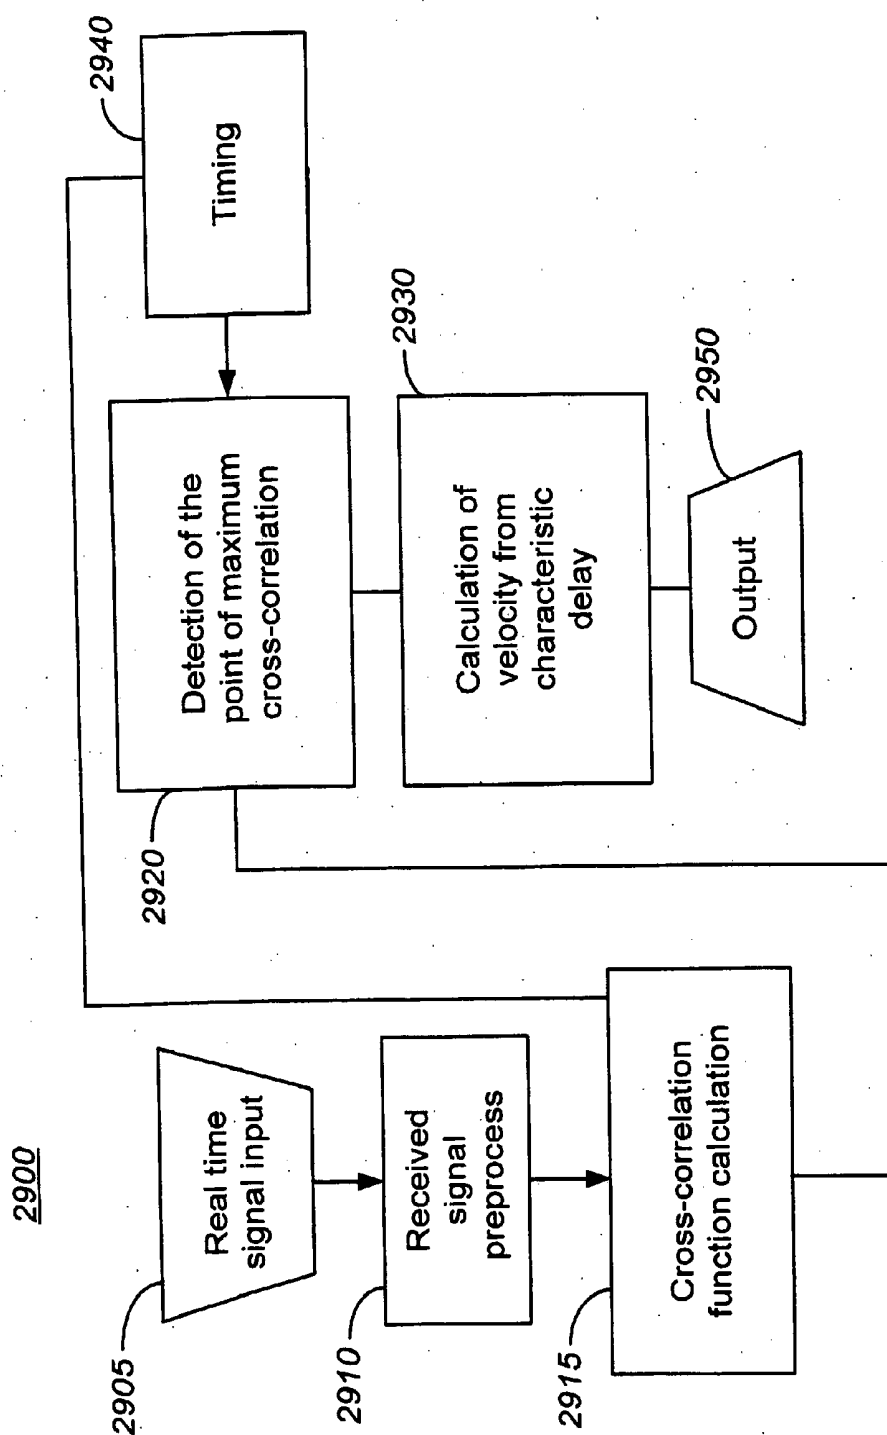 2900
2905
Real time
signal input
2910
Received
signal
preprocess
2915
Cross-correlation
function calculation
2920
Detection of the
point of maximum
cross-correlation
2940
Timing
2930
Calculation of
velocity from
characteristic
delay
2950
Output